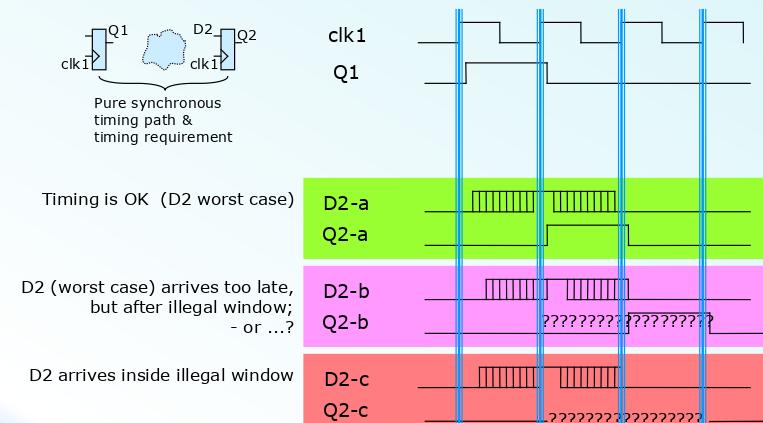 Q1
D2
Q2
clk1
clk1
Pure synchronous
timing path &
timing requirement
clk1
Q1
Timing is OK (D2 worst case)
D2-a
Q2-a
D2 (worst case) arrives too late,
but after illegal window;
- or ...?
D2-b
Q2-b
???????????????????
D2 arrives inside illegal window
D2-c
Q2-c
?????????????????